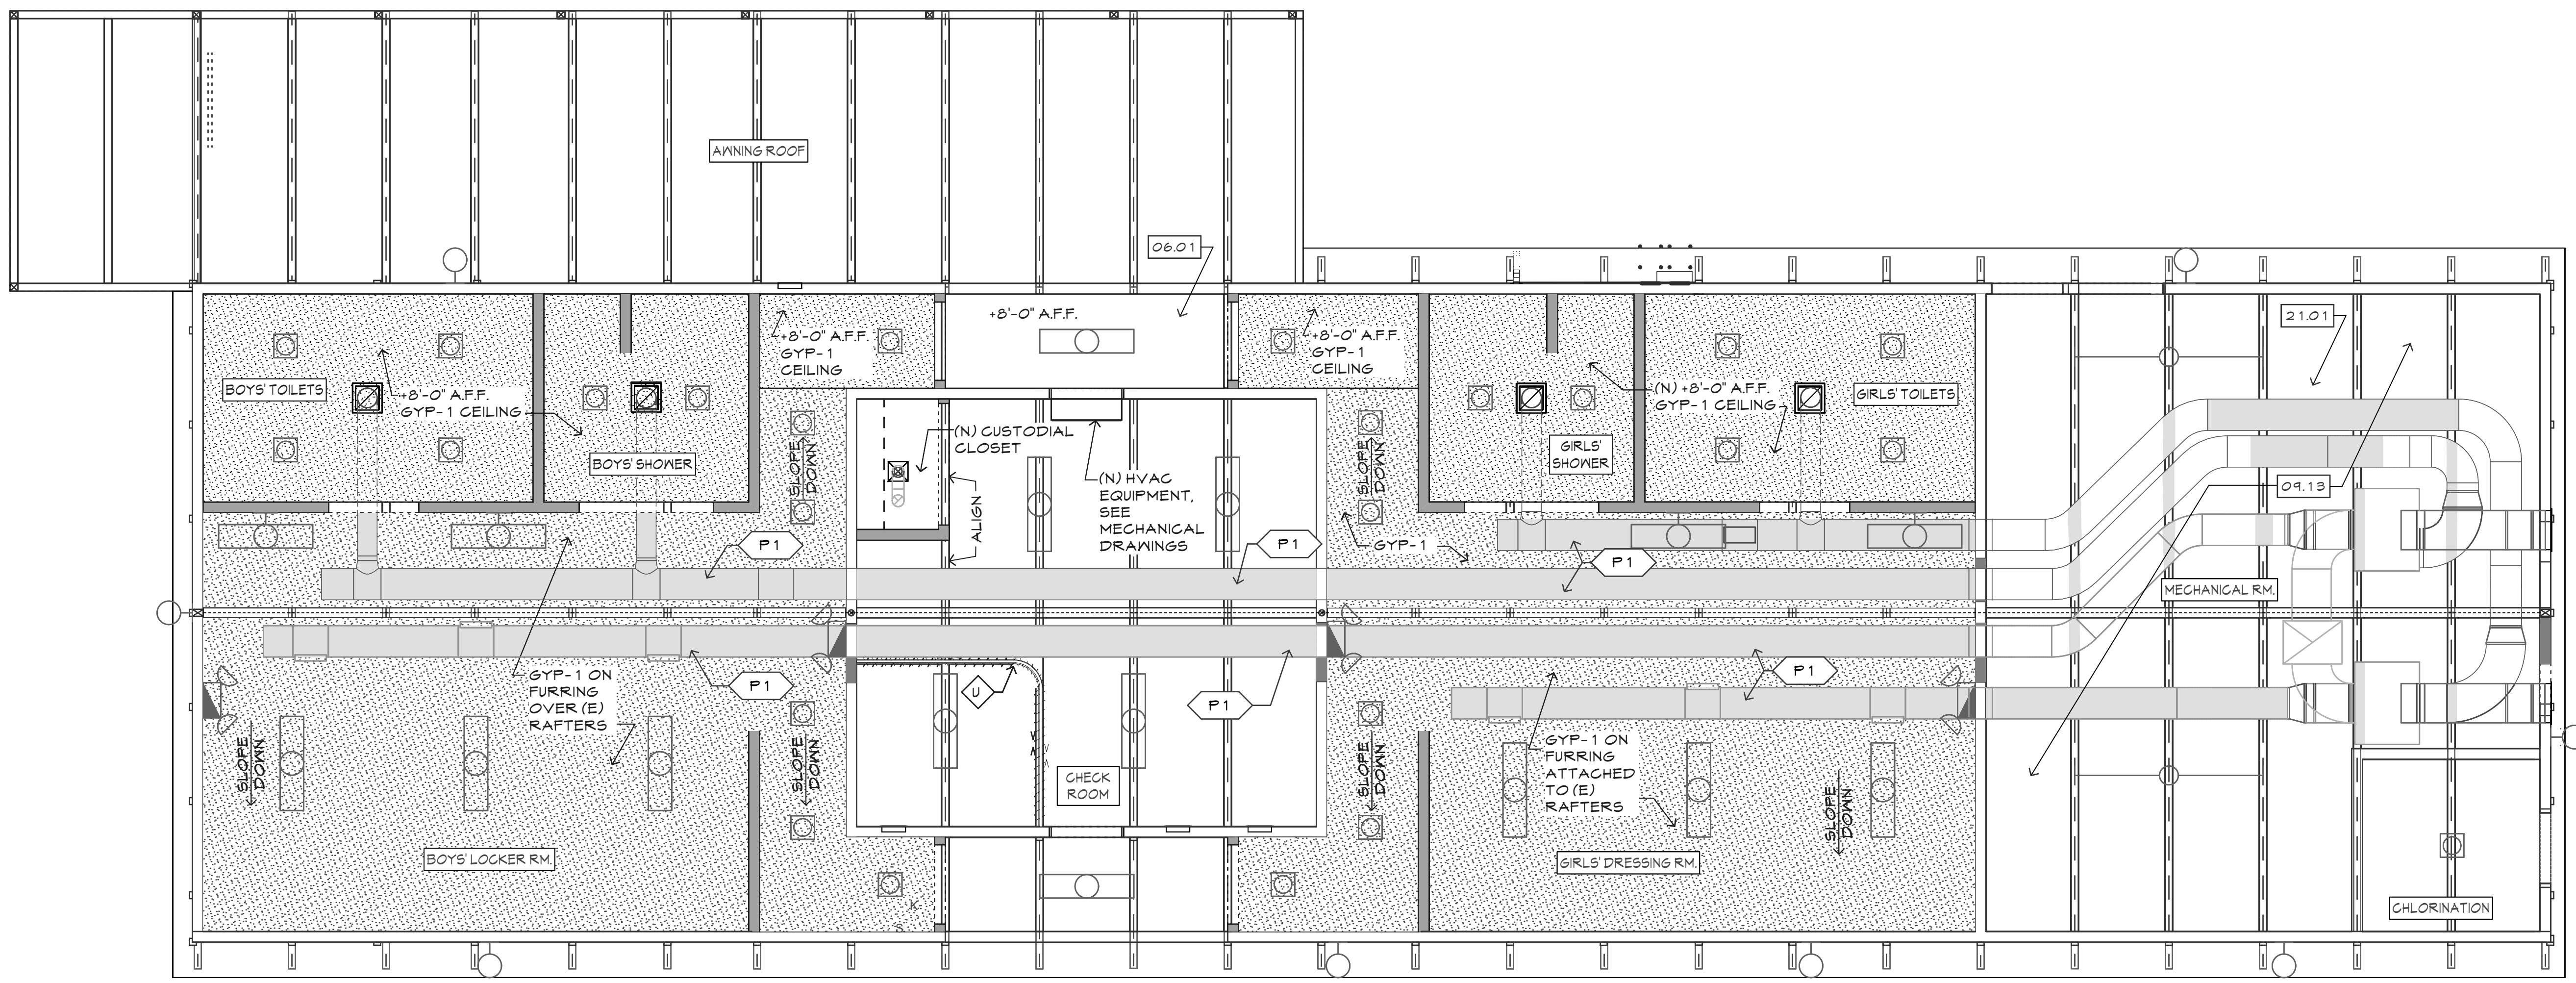 AWNING ROOF
06.01
+8'-0" A.F.F.
21.01
+8'-0" A.F.F.
GYP-1
CEILING
+8'-0" A.F.F.
GYP-1
CEILING
BOYS' TOILETS
+8'-0" A.F.F.
GYP-1 CEILING
BOYS' SHOWER
SLOPE
DOWN
(N) CUSTODIAL
CLOSET
ALIGN
(N) HVAC
EQUIPMENT,
SEE
MECHANICAL
DRAWINGS
SLOPE
DOWN
GIRLS'
SHOWER
(N) +8'-0" A.F.F.
GYP-1 CEILING
GIRLS' TOILETS
09.13
P1
P1
GYP-1
P1
MECHANICAL RM.
GYP-1 ON
FURRING
OVER (E)
RAFTERS
P1
U
P1
P1
SLOPE
DOWN
SLOPE
DOWN
CHECK
ROOM
SLOPE
DOWN
GYP-1 ON
FURRING
ATTACHED
TO (E)
RAFTERS
SLOPE
DOWN
BOYS' LOCKER RM.
GIRLS' DRESSING RM.
K
S
CHLORINATION